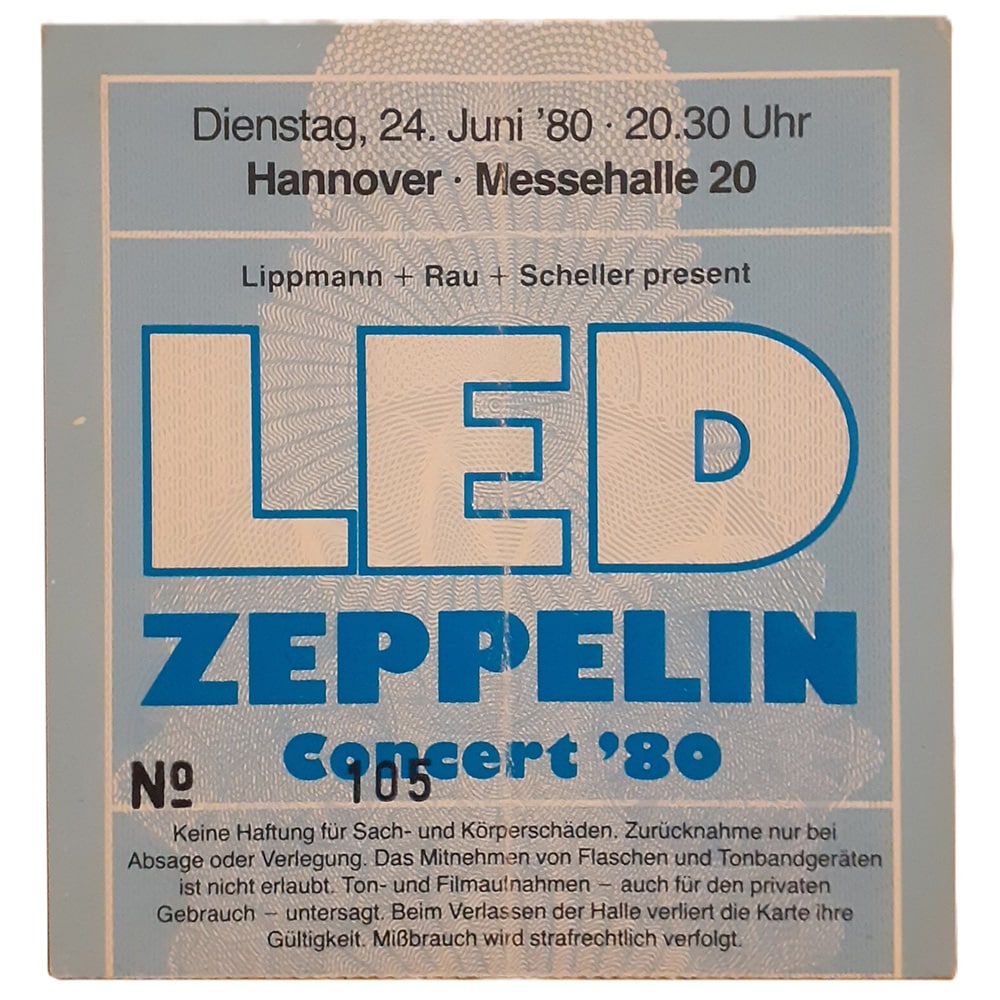 Dienstag, 24. Juni '80 · 20.30 Uhr
Hannover · Messehalle 20
Lippmann + Rau + Scheller present
LED
ZEPPELIN
Concert '80
Nº 105
Keine Haftung für Sach- und Körperschäden. Zurücknahme nur bei
Absage oder Verlegung. Das Mitnehmen von Flaschen und Tonbandgeräten
ist nicht erlaubt. Ton- und Filmaufnahmen – auch für den privaten
Gebrauch – untersagt. Beim Verlassen der Halle verliert die Karte ihre
Gültigkeit. Mißbrauch wird strafrechtlich verfolgt.